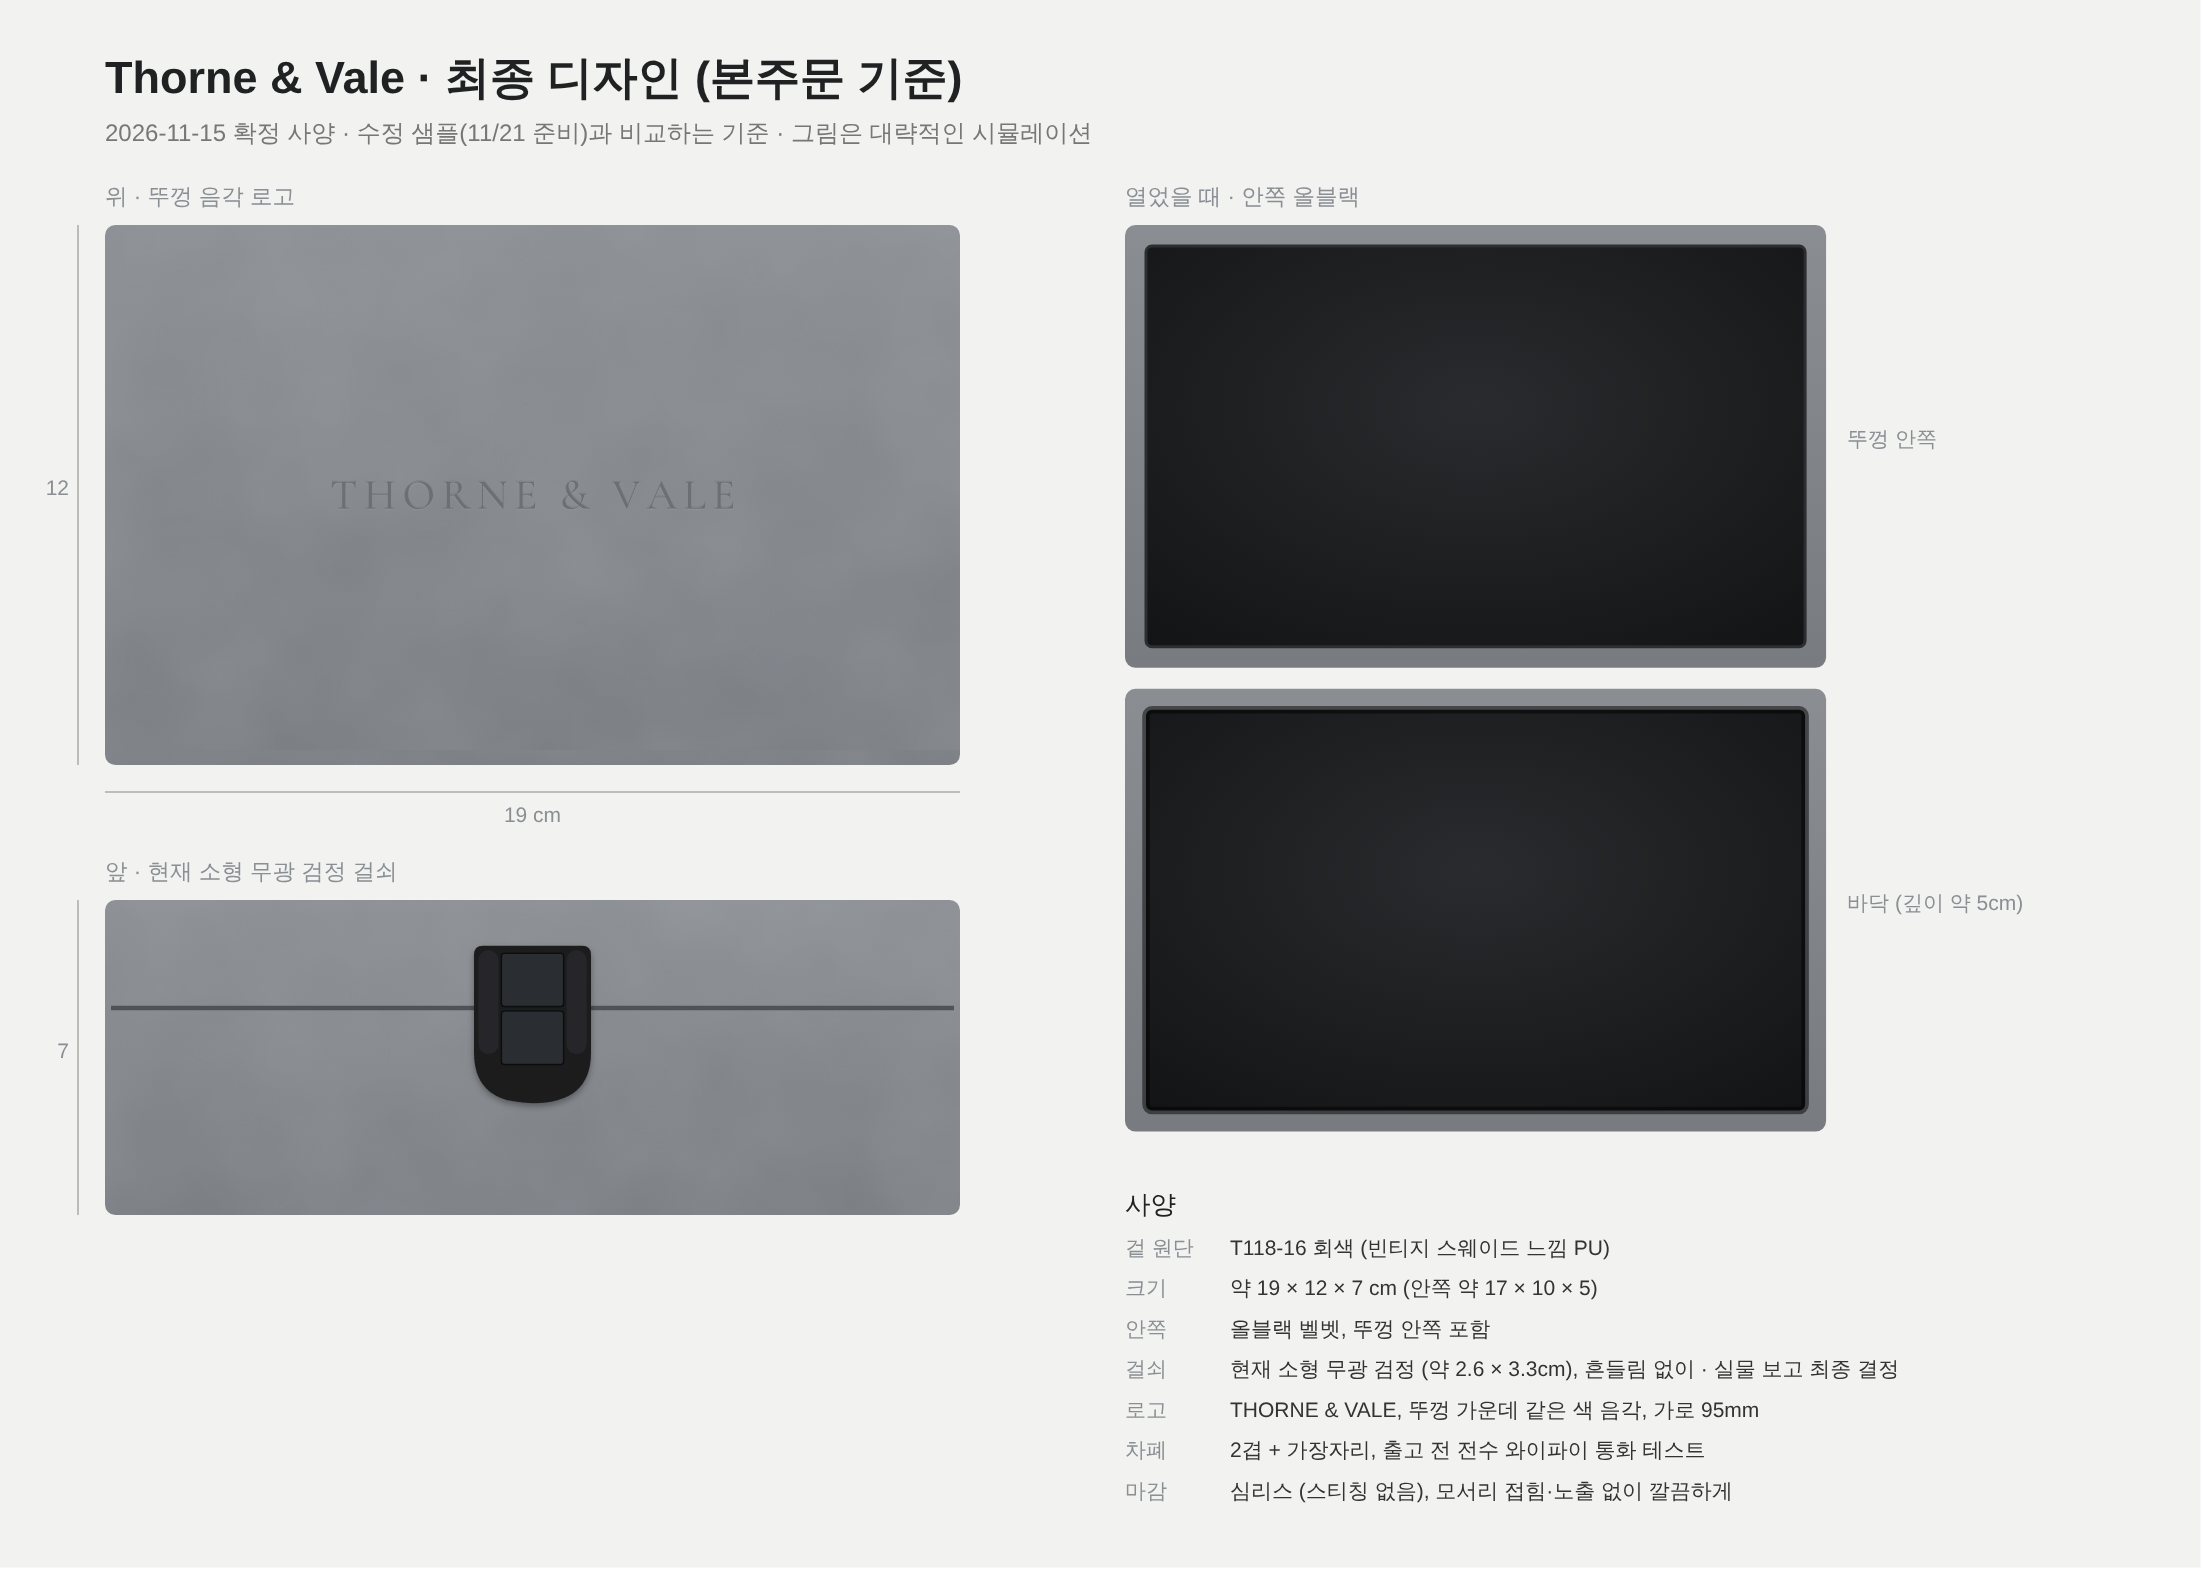 Thorne & Vale · 최종 디자인 (본주문 기준)
2026-11-15 확정 사양 · 수정 샘플(11/21 준비)과 비교하는 기준 · 그림은 대략적인 시뮬레이션
위 · 뚜껑 음각 로고
12
THORNE & VALE
19 cm
앞 · 현재 소형 무광 검정 걸쇠
7
열었을 때 · 안쪽 올블랙
뚜껑 안쪽
바닥 (깊이 약 5cm)
사양
겉 원단 T118-16 회색 (빈티지 스웨이드 느낌 PU)
크기 약 19 × 12 × 7 cm (안쪽 약 17 × 10 × 5)
안쪽 올블랙 벨벳, 뚜껑 안쪽 포함
걸쇠 현재 소형 무광 검정 (약 2.6 × 3.3cm), 흔들림 없이 · 실물 보고 최종 결정
로고 THORNE & VALE, 뚜껑 가운데 같은 색 음각, 가로 95mm
차폐 2겹 + 가장자리, 출고 전 전수 와이파이 통화 테스트
마감 심리스 (스티칭 없음), 모서리 접힘·노출 없이 깔끔하게